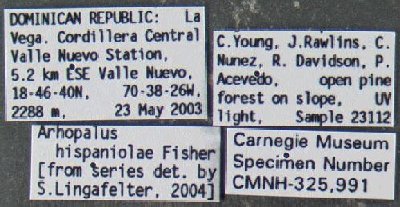 DOMINICAN REPUBLIC: La
Vega. Cordillera Central
Valle Nuevo Station,
5.2 km ESE Valle Nuevo,
18-46-40N, 70-38-26W,
2288 m, 23 May 2003
C.Young, J.Rawlins, C.
Nunez, R. Davidson, P.
Acevedo, open pine
forest on slope, UV
light, Sample 23112
Arhopalus
hispaniolae Fisher
[from series det. by
S.Lingafelter, 2004]
Carnegie Museum
Specimen Number
CMNH-325,991